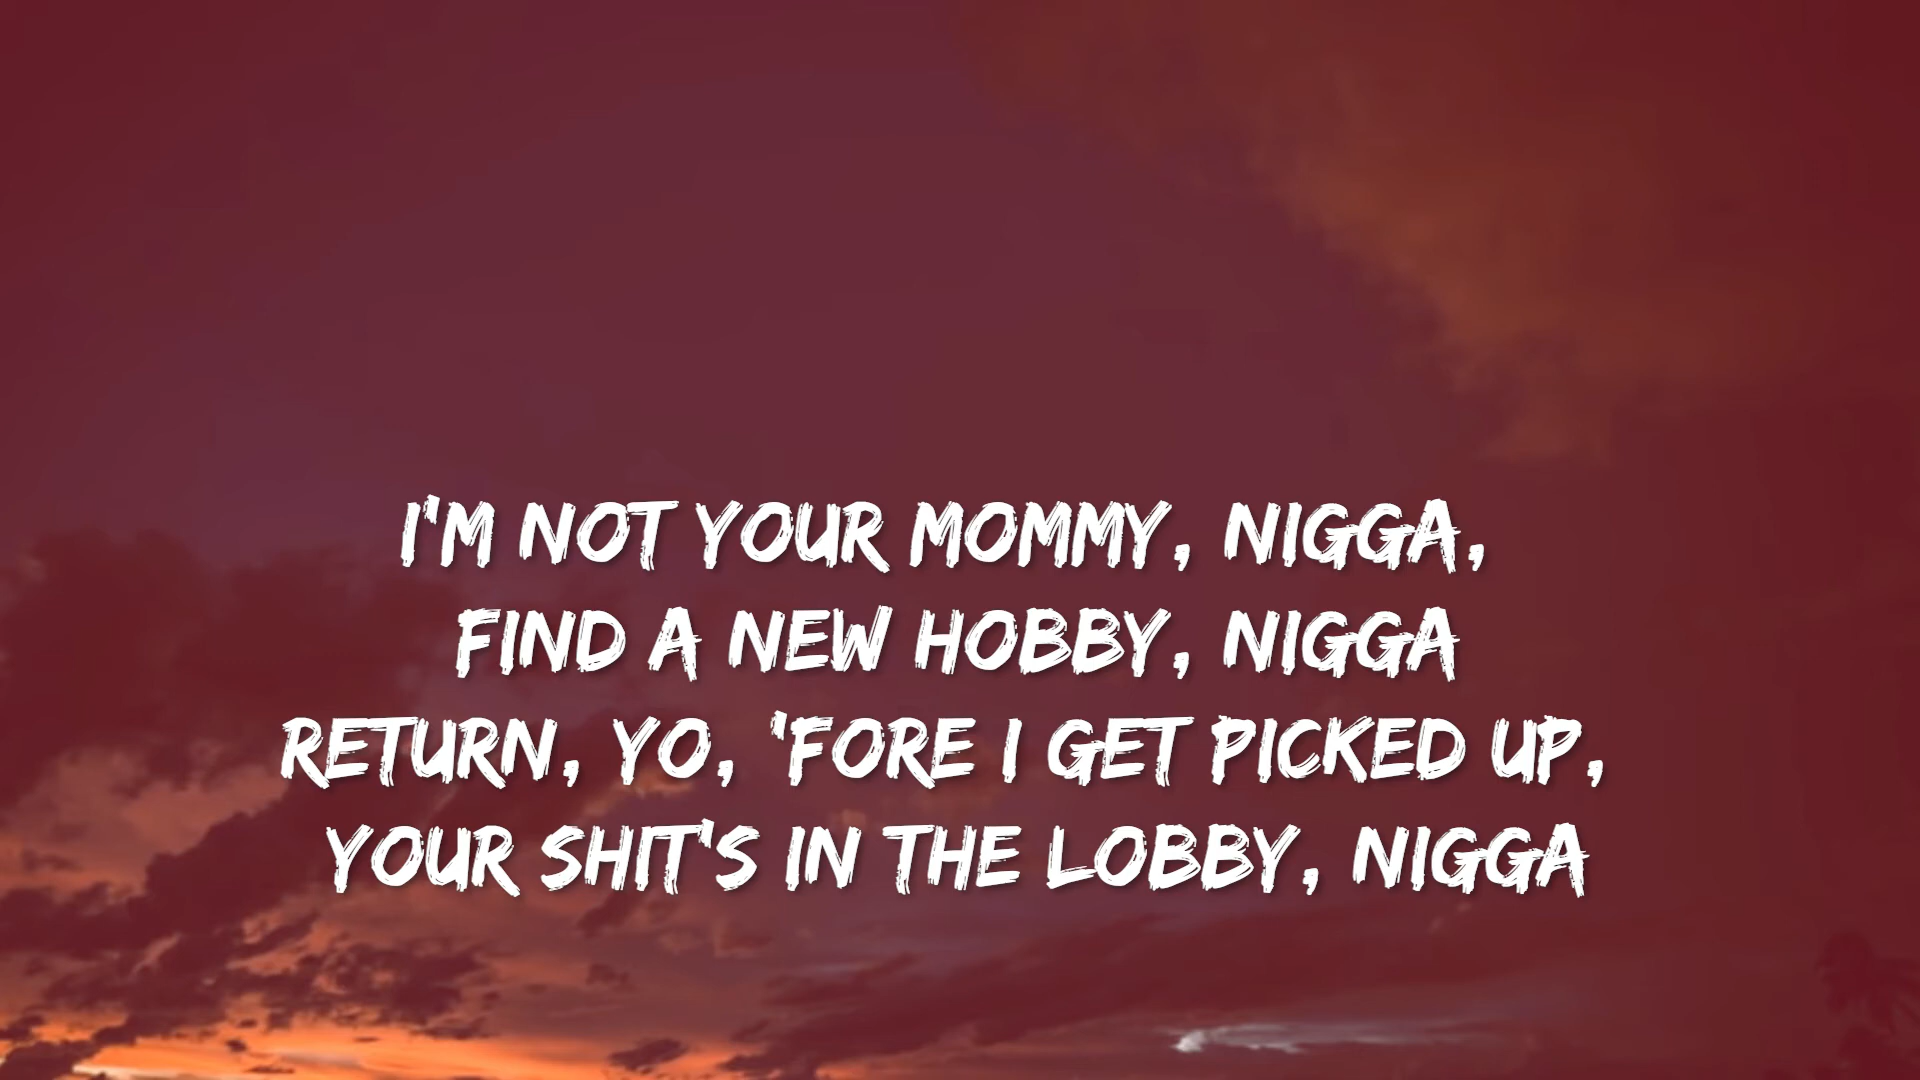 I'M NOT YOUR MOMMY, NIGGA,
FIND A NEW HOBBY, NIGGA
RETURN, YO, 'FORE I GET PICKED UP,
YOUR SHIT'S IN THE LOBBY, NIGGA